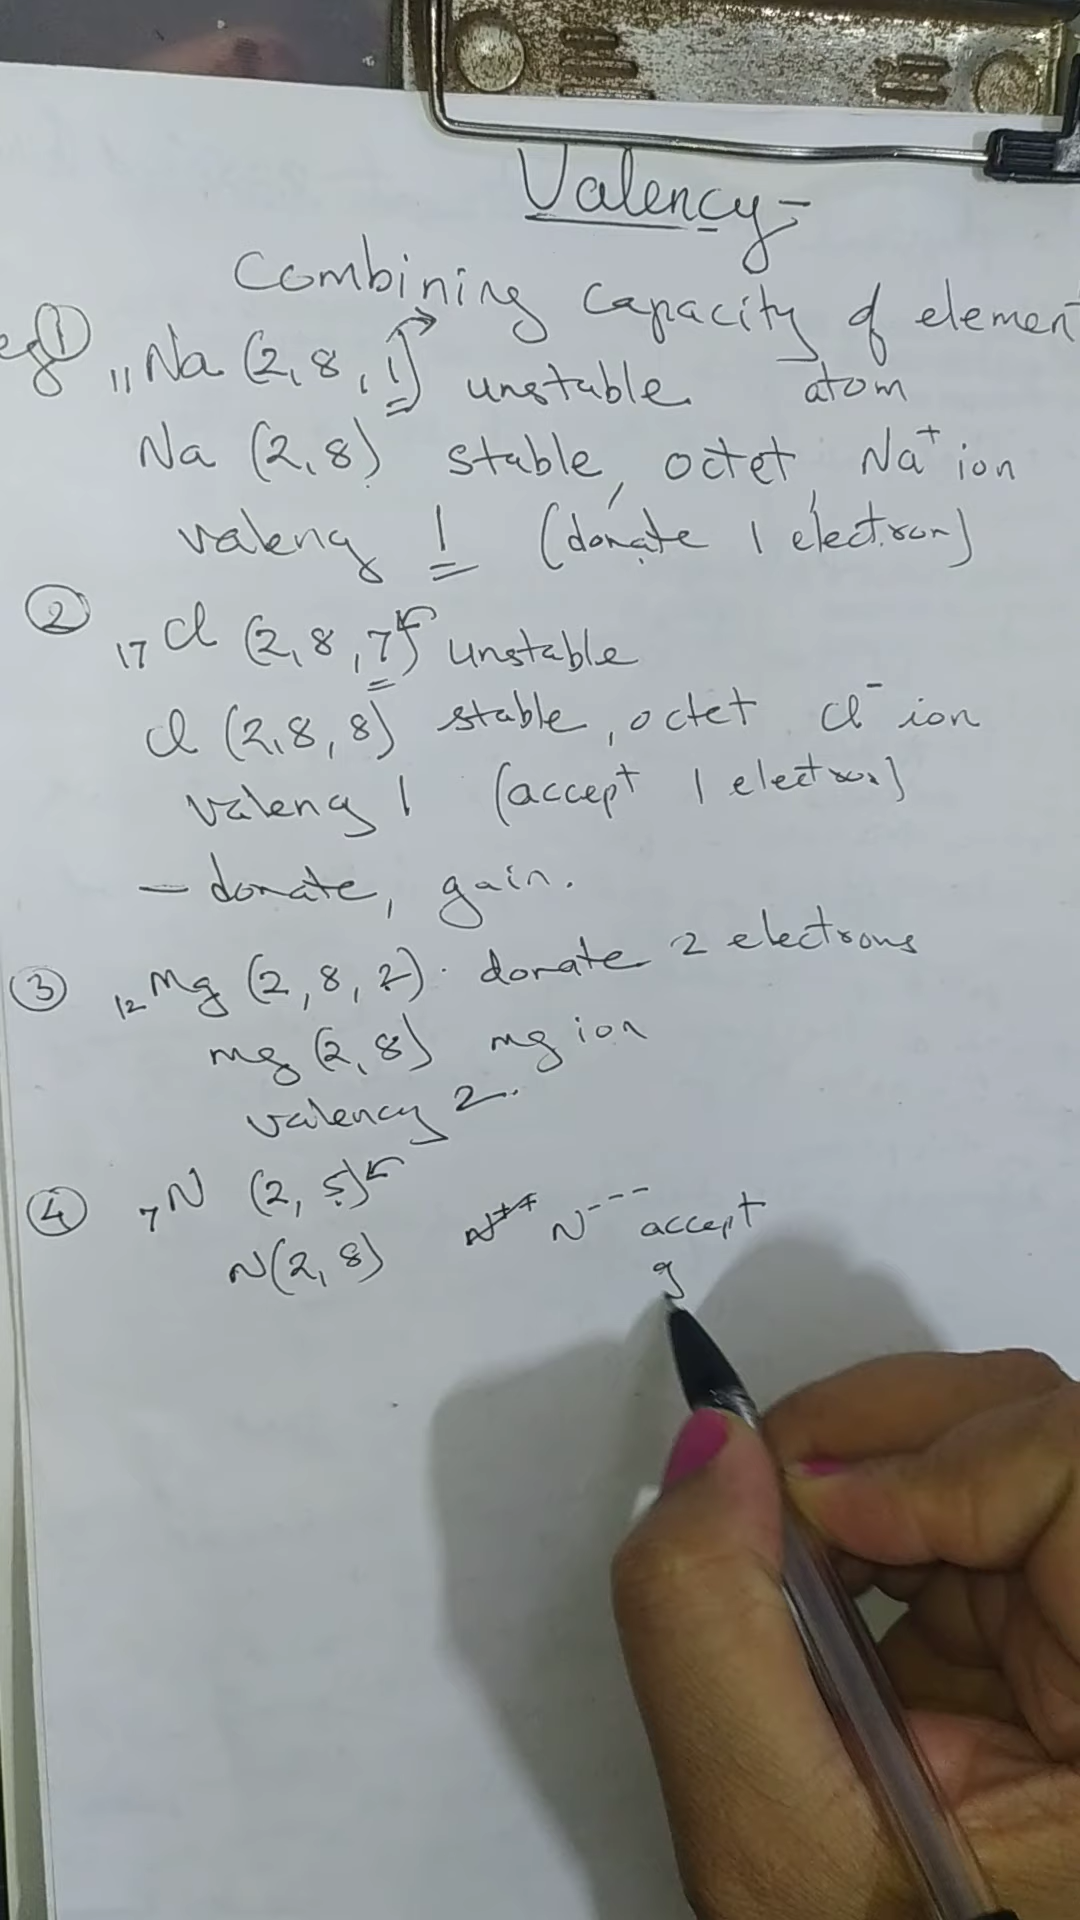 Valency -
Combining capacity of element
eg ① ₁₁Na (2, 8, 1) unstable atom
Na (2, 8) stable, octet, Na⁺ ion
valency 1 (donate 1 electron)
② ₁₇Cl (2, 8, 7) unstable
Cl (2, 8, 8) stable, octet Cl⁻ ion
valency 1 (accept 1 electron)
— donate, gain.
③ ₁₂Mg (2, 8, 2). donate 2 electrons
mg (2, 8) mg ion
valency 2.
④ ₇N (2, 5)
N(2, 8) N⁻⁻⁻ accept
g